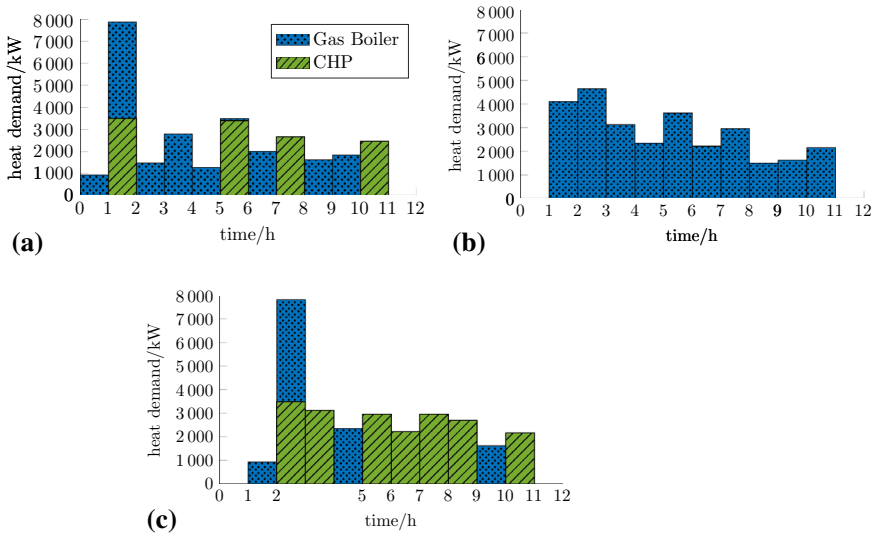 8 000
7 000
6 000
5 000
4 000
3 000
2 000
1 000
0
heat demand/kW
Gas Boiler
CHP
0 1 2 3 4 5 6 7 8 9 10 11 12
time/h
(a)
8 000
7 000
6 000
5 000
4 000
3 000
2 000
1 000
0
heat demand/kW
0 1 2 3 4 5 6 7 8 9 10 11 12
time/h
(b)
8 000
7 000
6 000
5 000
4 000
3 000
2 000
1 000
0
heat demand/kW
0 1 2 5 6 7 8 9 10 11 12
time/h
(c)